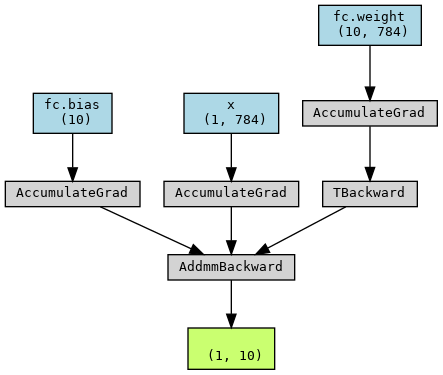 fc.weight
(10, 784)
fc.bias
(10)
x
(1, 784)
AccumulateGrad
AccumulateGrad
AccumulateGrad
TBackward
AddmmBackward
(1, 10)